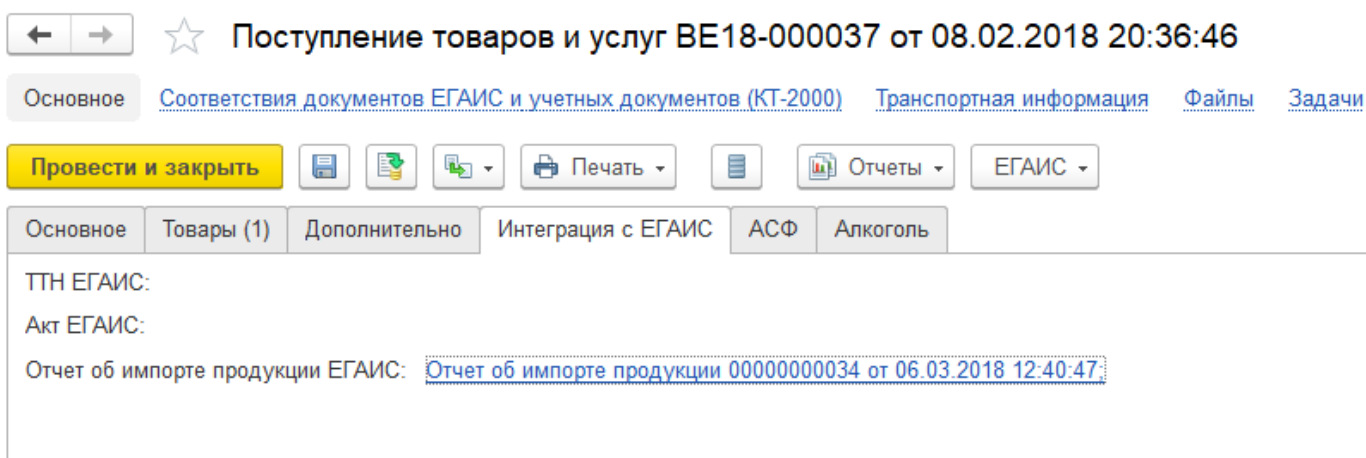 Поступление товаров и услуг ВЕ18-000037 от 08.02.2018 20:36:46
Основное Соответствия документов ЕГАИС и учетных документов (КТ-2000) Транспортная информация Файлы Задачи
Провести и закрыть Печать Отчеты ЕГАИС
Основное Товары (1) Дополнительно Интеграция с ЕГАИС АСФ Алкоголь
ТТН ЕГАИС:
Акт ЕГАИС:
Отчет об импорте продукции ЕГАИС: Отчет об импорте продукции 00000000034 от 06.03.2018 12:40:47;